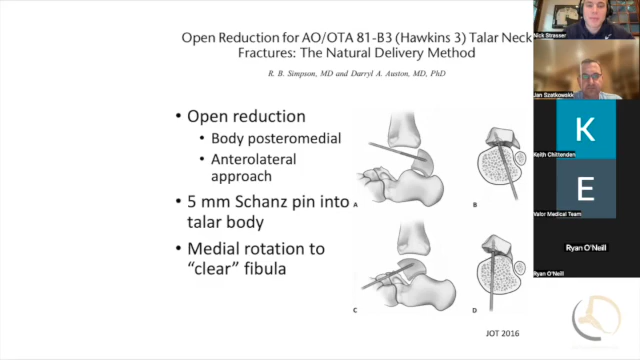 Open Reduction for AO/OTA 81-B3 (Hawkins 3) Talar Neck
Fractures: The Natural Delivery Method
R. B. Simpson, MD and Darryl A. Auston, MD, PhD
• Open reduction
• Body posteromedial
• Anterolateral
approach
• 5 mm Schanz pin into
talar body
• Medial rotation to
“clear” fibula
A
B
C
D
JOT 2016
Nick Strasser
Jan Szatkowski
K
Keith Chittenden
E
Valor Medical Team
Ryan O'Neill
Ryan O'Neill